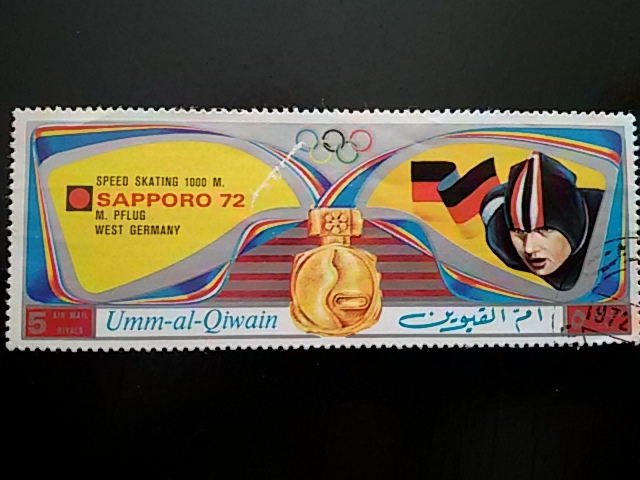 SPEED SKATING 1000 M.
SAPPORO 72
M. PFLUG
WEST GERMANY
5 AIR MAIL
RIYALS
Umm-al-Qiwain
ام القيوين
1972